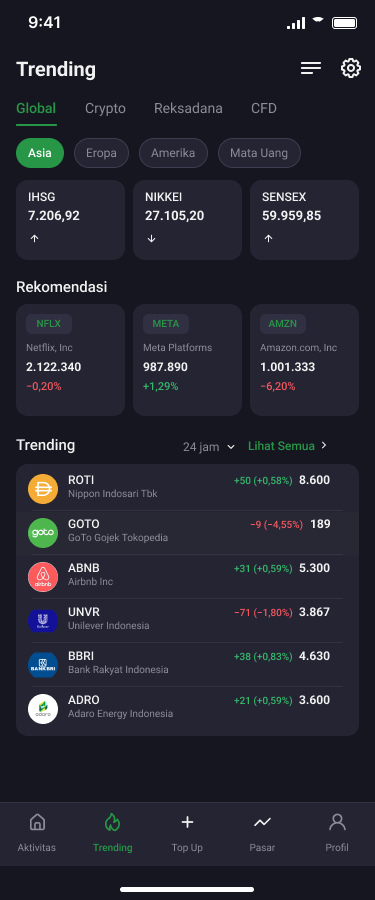 9:41
Trending
Global Crypto Reksadana CFD
Asia Eropa Amerika Mata Uang
IHSG NIKKEI SENSEX
7.206,92 27.105,20 59.959,85
↑ ↓ ↑
Rekomendasi
NFLX META AMZN
Netflix, Inc Meta Platforms Amazon.com, Inc
2.122.340 987.890 1.001.333
−0,20% +1,29% −6,20%
Trending 24 jam Lihat Semua
ROTI +50 (+0,58%) 8.600
Nippon Indosari Tbk
goto GOTO −9 (−4,55%) 189
GoTo Gojek Tokopedia
ABNB +31 (+0,59%) 5.300
airbnb Airbnb Inc
UNVR −71 (−1,80%) 3.867
Unilever Indonesia
BBRI +38 (+0,83%) 4.630
BANK BRI Bank Rakyat Indonesia
ADRO +21 (+0,59%) 3.600
adaro Adaro Energy Indonesia
Aktivitas Trending Top Up Pasar Profil